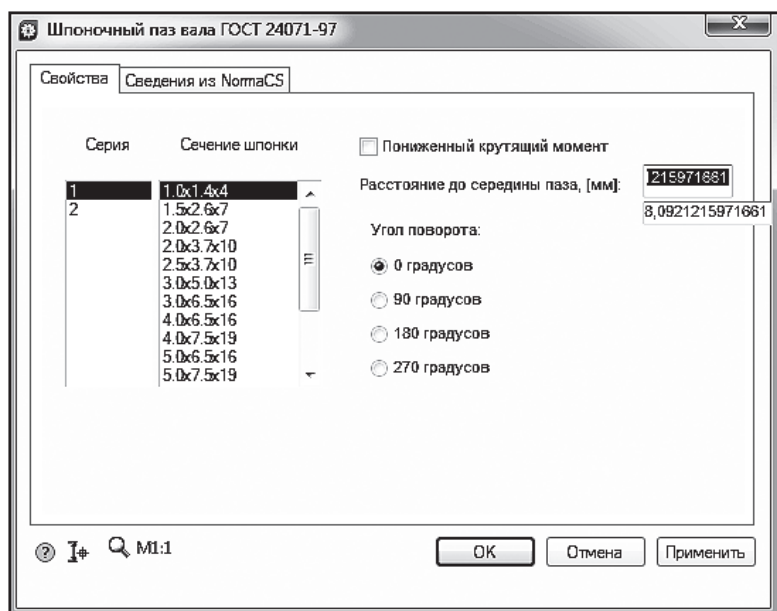 Шпоночный паз вала ГОСТ 24071-97
Свойства
Сведения из NormaCS
Серия
Сечение шпонки
1
2
1.0x1.4x4
1.5x2.6x7
2.0x2.6x7
2.0x3.7x10
2.5x3.7x10
3.0x5.0x13
3.0x6.5x16
4.0x6.5x16
4.0x7.5x19
5.0x6.5x16
5.0x7.5x19
Пониженный крутящий момент
Расстояние до середины паза, [мм]:
1215971661
8,0921215971661
Угол поворота:
0 градусов
90 градусов
180 градусов
270 градусов
M1:1
OK
Отмена
Применить